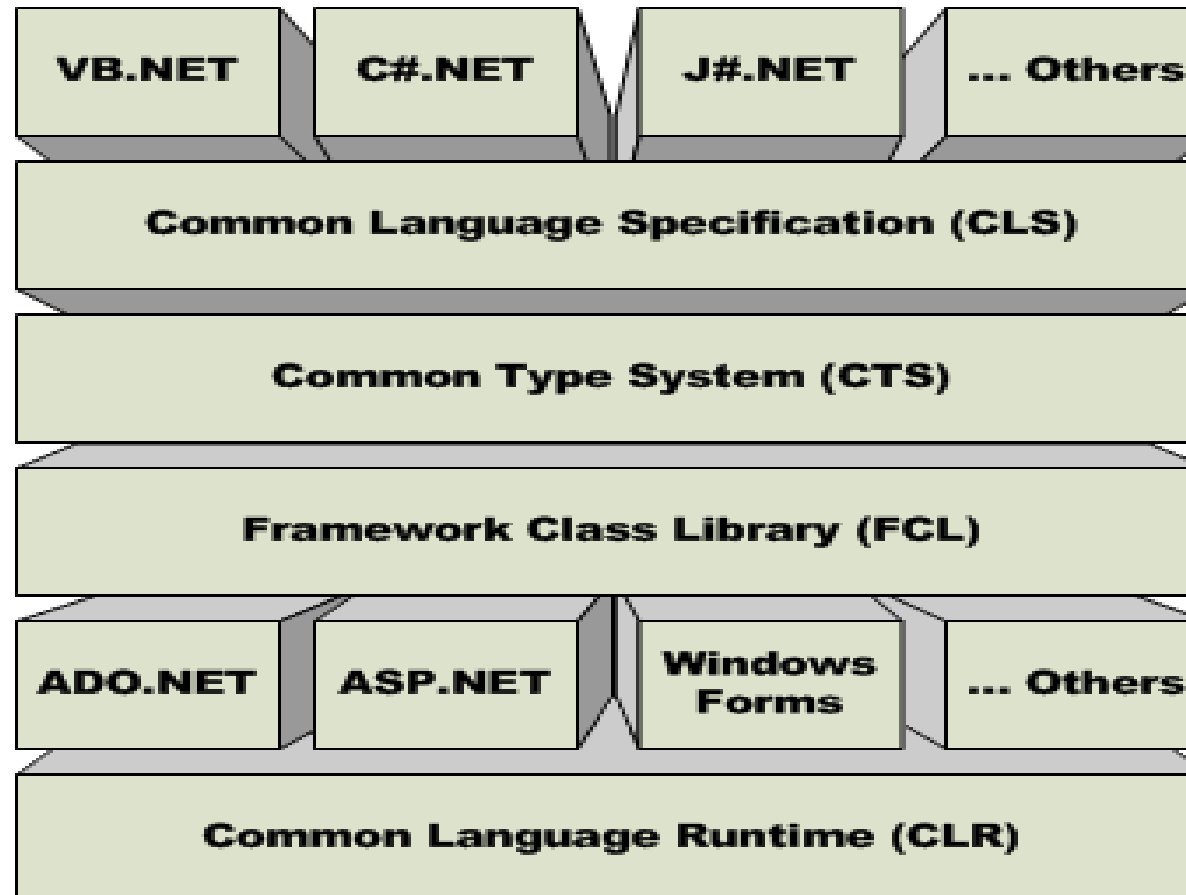 VB.NET
C#.NET
J#.NET
... Others
Common Language Specification (CLS)
Common Type System (CTS)
Framework Class Library (FCL)
ADO.NET
ASP.NET
Windows
Forms
... Others
Common Language Runtime (CLR)